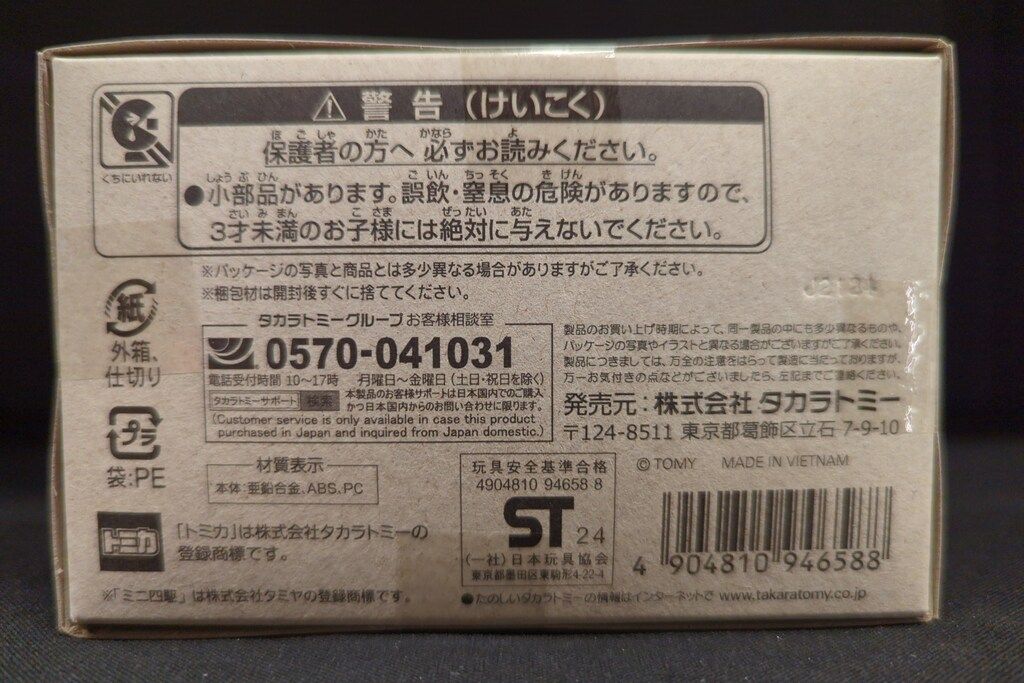 警告(けいこく)
保護者の方へ 必ずお読みください。
ほごしゃ かた かなら よ
くちにいれない
●小部品があります。誤飲・窒息の危険がありますので、
しょうぶひん ごいん ちっそく きけん
3才未満のお子様には絶対に与えないでください。
さいみまん こさま ぜったい あた
※パッケージの写真と商品とは多少異なる場合がありますがご了承ください。
※梱包材は開封後すぐに捨ててください。
紙
外箱、
仕切り
プラ
袋:PE
タカラトミーグループ お客様相談室
0570-041031
電話受付時間 10〜17時 月曜日〜金曜日(土日・祝日を除く)
タカラトミーサポート 検索
本製品のお客様サポートは日本国内でのご購入
かつ日本国内からのお問い合わせに限ります。
(Customer service is only available in case this product
purchased in Japan and inquired from Japan domestic.)
製品のお買い上げ時期によって、同一製品の中にも多少異なるものや、
パッケージの写真やイラストと異なる場合がございますがご了承ください。
製品につきましては、万全の注意をはらって製造に当たっておりますが、
万一お気付きの点などがございましたら、左記までご連絡ください。
発売元:株式会社 タカラトミー
〒124-8511 東京都葛飾区立石 7-9-10
© TOMY MADE IN VIETNAM
材質表示
本体:亜鉛合金、ABS、PC
玩具安全基準合格
4904810 94658 8
ST 24
(一社)日本玩具協会
東京都墨田区東駒形4-22-4
トミカ
「トミカ」は株式会社タカラトミーの
登録商標です。
※「ミニ四駆」は株式会社タミヤの登録商標です。
4 904810 946588
●たのしいタカラトミーの情報はインターネットで www.takaratomy.co.jp